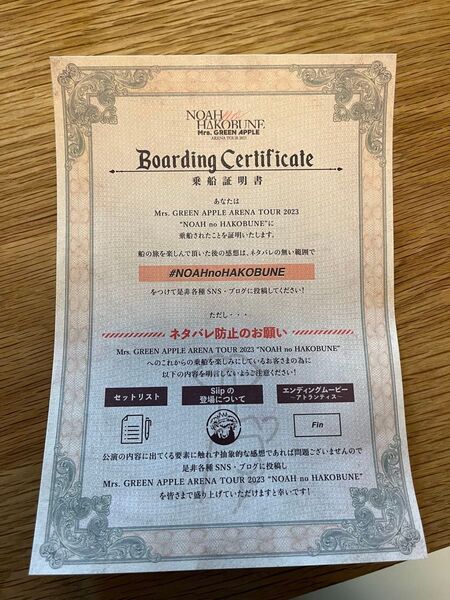 NOAH no
HAKOBUNE
Mrs. GREEN APPLE
ARENA TOUR 2023
Boarding Certificate
乗船証明書
あなたは
Mrs. GREEN APPLE ARENA TOUR 2023
“NOAH no HAKOBUNE”に
乗船されたことを証明いたします。
船の旅を楽しんで頂いた後の感想は、ネタバレの無い範囲で
#NOAHnoHAKOBUNE
をつけて是非各種 SNS・ブログに投稿してください!
ただし・・・
ネタバレ防止のお願い
Mrs. GREEN APPLE ARENA TOUR 2023 “NOAH no HAKOBUNE”
へのこれからの乗船を楽しみにしているお客さまの為に
以下の内容を明言しないようご注意ください!
セットリスト
Siip の
登場について
エンディングムービー
〜アトランティス〜
Fin
公演の内容に出てくる要素に触れず抽象的な感想であれば問題ございませんので
是非各種 SNS・ブログに投稿し
Mrs. GREEN APPLE ARENA TOUR 2023 “NOAH no HAKOBUNE”
を皆さまで盛り上げていただけますと幸いです!